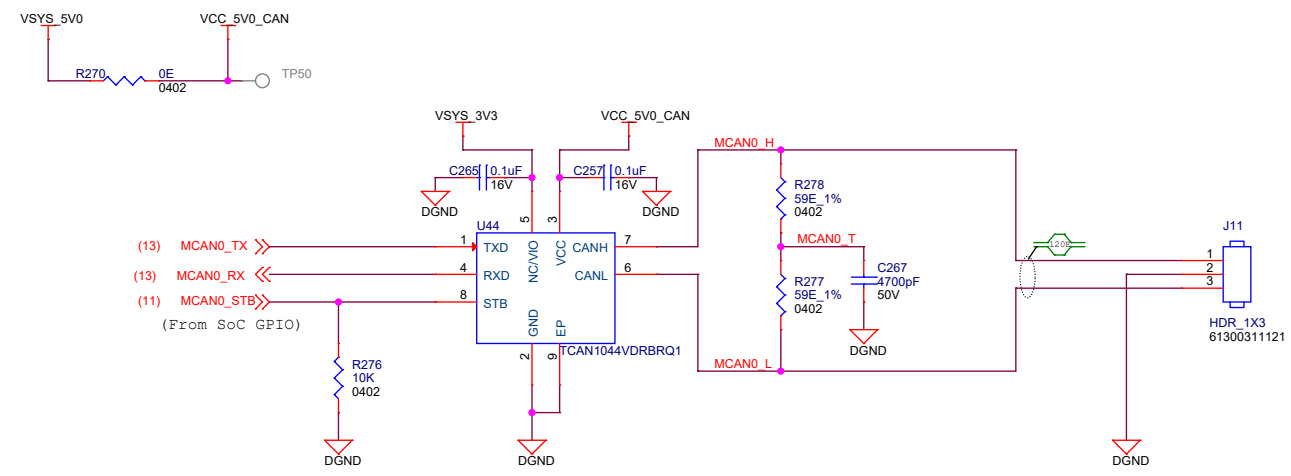 VSYS_5V0
VCC_5V0_CAN
R270
0E
0402
TP50
VSYS_3V3
VCC_5V0_CAN
C265
0.1uF
16V
DGND
C257
0.1uF
16V
DGND
MCAN0_H
R278
59E_1%
0402
U44
5
3
NC/VIO
VCC
(13) MCAN0_TX
1
TXD
CANH
7
(13) MCAN0_RX
4
RXD
CANL
6
(11) MCAN0_STB
8
STB
(From SoC GPIO)
GND
EP
2
9
TCAN1044VDRBRQ1
MCAN0_T
R277
59E_1%
0402
C267
4700pF
50V
DGND
MCAN0_L
120E
J11
1
2
3
HDR_1X3
61300311121
R276
10K
0402
DGND
DGND
DGND